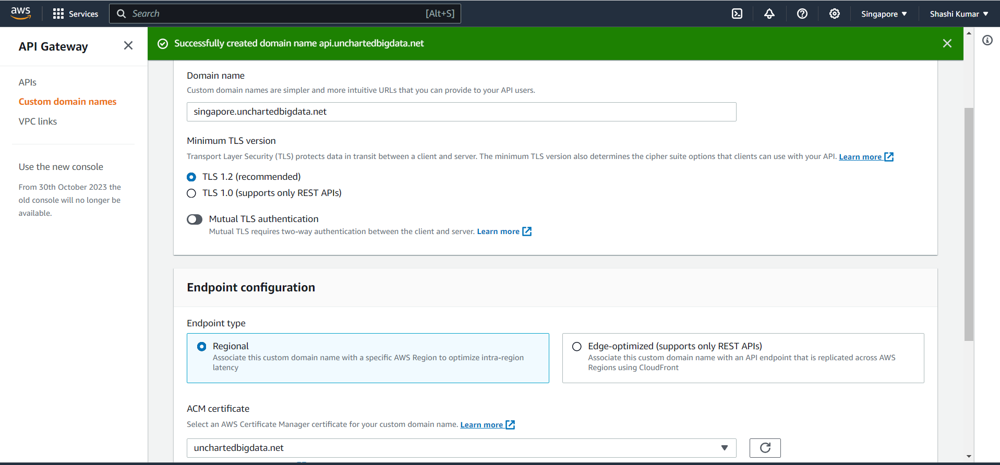 aws
Services
Search
[Alt+S]
Singapore
Shashi Kumar
API Gateway
Successfully created domain name api.unchartedbigdata.net
APIs
Custom domain names
VPC links
Use the new console
From 30th October 2023 the
old console will no longer be
available.
Domain name
Custom domain names are simpler and more intuitive URLs that you can provide to your API users.
singapore.unchartedbigdata.net
Minimum TLS version
Transport Layer Security (TLS) protects data in transit between a client and server. The minimum TLS version also determines the cipher suite options that clients can use with your API. Learn more
TLS 1.2 (recommended)
TLS 1.0 (supports only REST APIs)
Mutual TLS authentication
Mutual TLS requires two-way authentication between the client and server. Learn more
Endpoint configuration
Endpoint type
Regional
Associate this custom domain name with a specific AWS Region to optimize intra-region
latency
Edge-optimized (supports only REST APIs)
Associate this custom domain name with an API endpoint that is replicated across AWS
Regions using CloudFront
ACM certificate
Select an AWS Certificate Manager certificate for your custom domain name. Learn more
unchartedbigdata.net